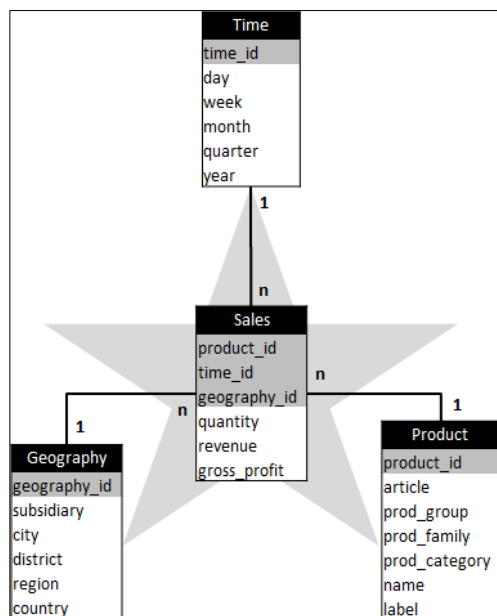 Time
time_id
day
week
month
quarter
year
1
n
Sales
product_id
time_id
geography_id
quantity
revenue
gross_profit
n
n
1
1
Geography
geography_id
subsidiary
city
district
region
country
Product
product_id
article
prod_group
prod_family
prod_category
name
label